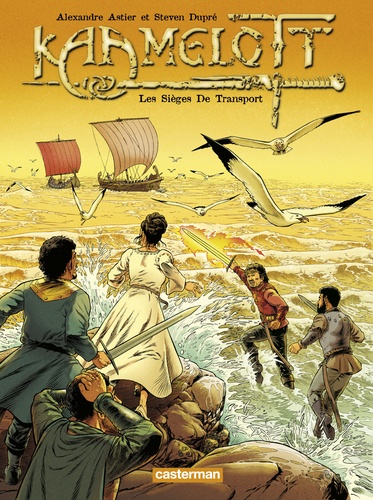 Alexandre Astier et Steven Dupré
KAAMELOTT
Les Sièges De Transport
casterman